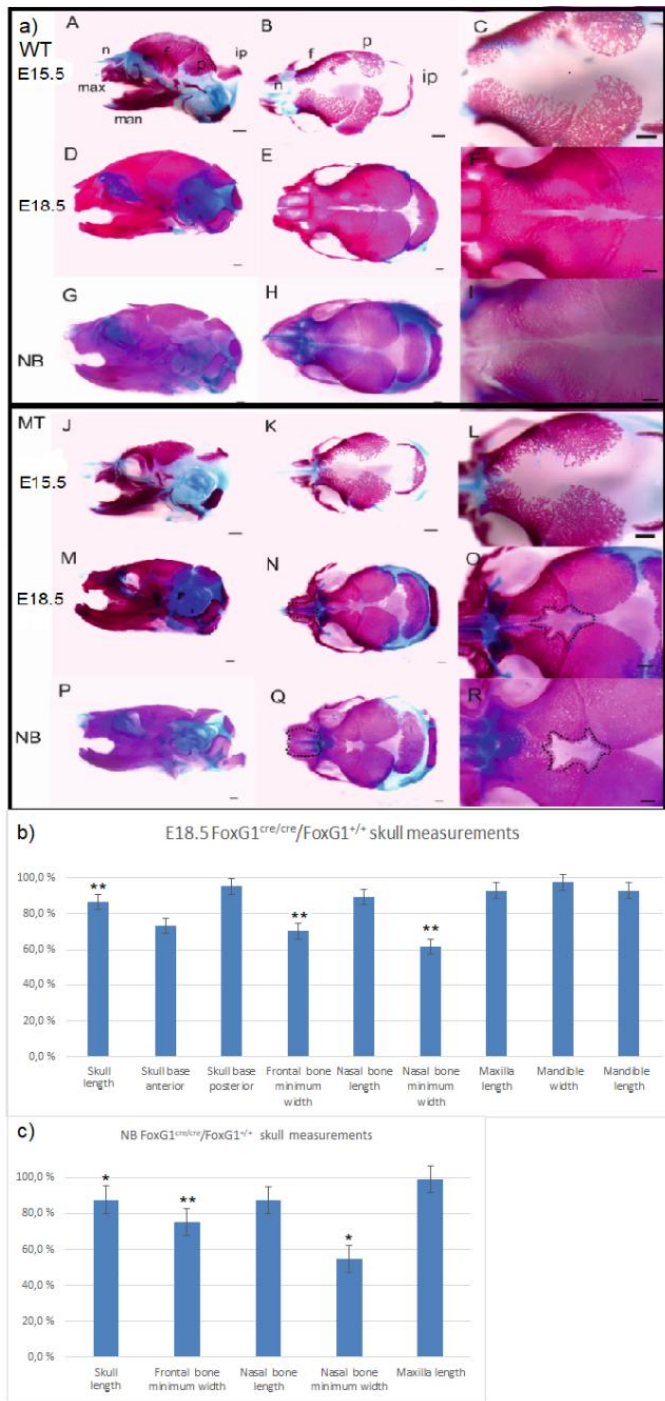 a)
WT
A
B
C
n
f
p
ip
f
p
n
ip
E15.5
max
man
D
E
F
E18.5
G
H
I
NB
MT
J
K
L
E15.5
M
N
O
E18.5
P
Q
R
NB
b)
E18.5 FoxG1cre/cre/FoxG1+/+ skull measurements
100,0 %
80,0 %
60,0 %
40,0 %
20,0 %
0,0 %
**
**
**
Skull
length
Skull base
anterior
Skull base
posterior
Frontal bone
minimum
width
Nasal bone
length
Nasal bone
minimum
width
Maxilla
length
Mandible
width
Mandible
length
c)
NB FoxG1cre/cre/FoxG1+/+ skull measurements
100,0 %
80,0 %
60,0 %
40,0 %
20,0 %
0,0 %
*
**
*
Skull
length
Frontal bone
minimum width
Nasal bone
length
Nasal bone
minimum width
Maxilla length